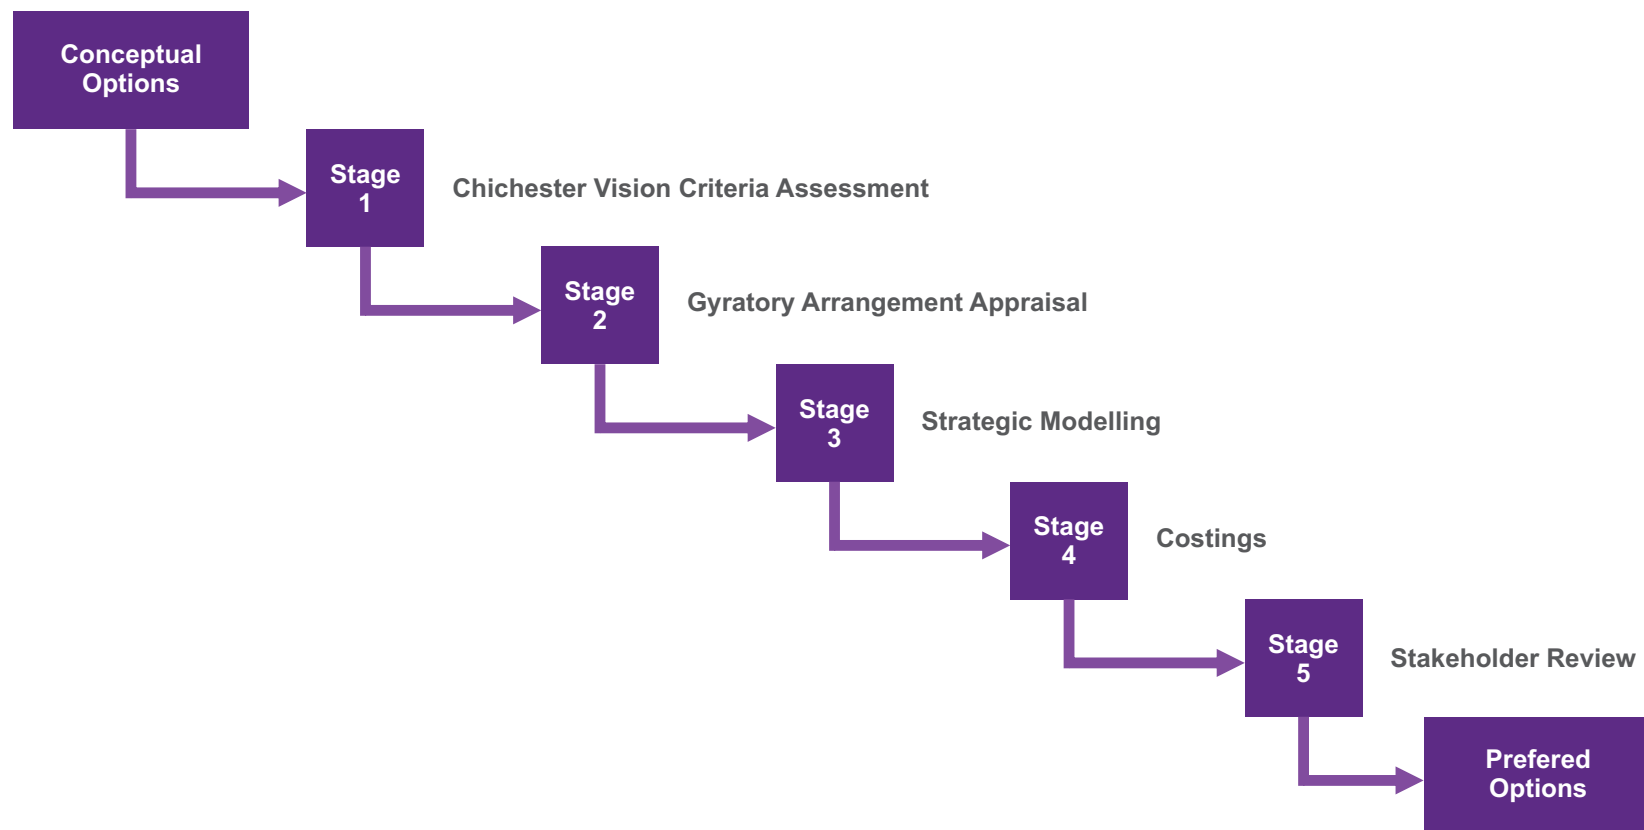 Conceptual
Options
Stage
1
Chichester Vision Criteria Assessment
Stage
2
Gyratory Arrangement Appraisal
Stage
3
Strategic Modelling
Stage
4
Costings
Stage
5
Stakeholder Review
Prefered
Options